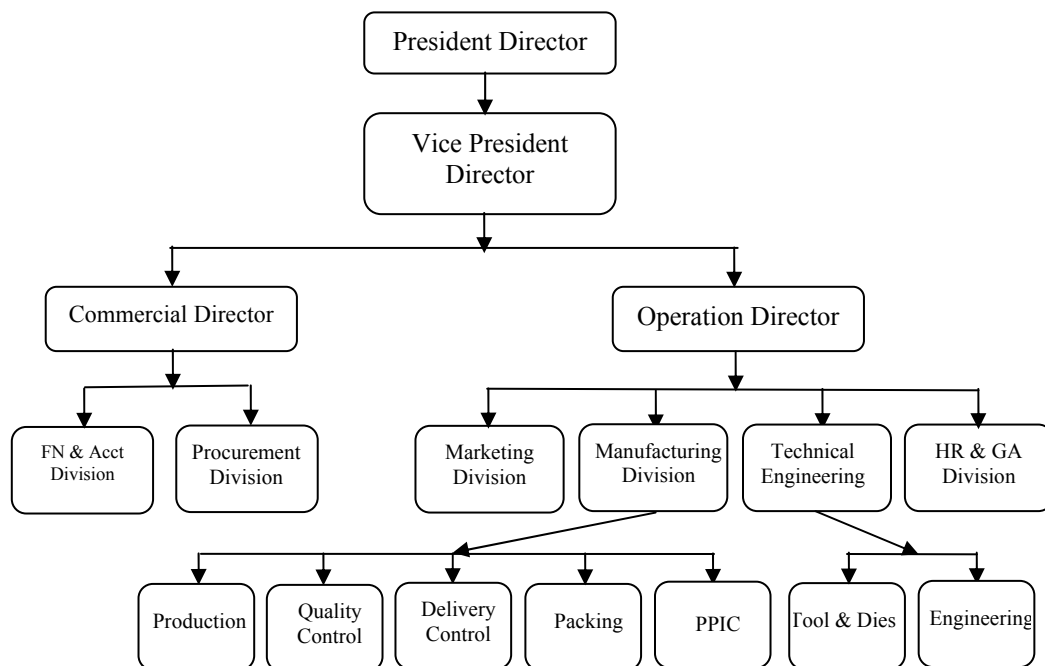 President Director
Vice President
Director
Commercial Director
Operation Director
FN & Acct
Division
Procurement
Division
Marketing
Division
Manufacturing
Division
Technical
Engineering
HR & GA
Division
Production
Quality
Control
Delivery
Control
Packing
PPIC
Tool & Dies
Engineering